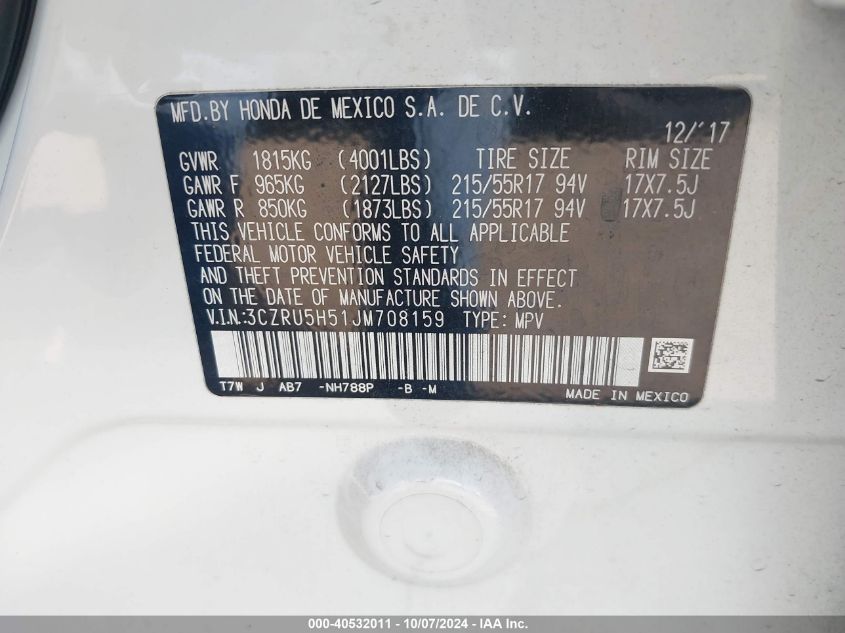 MFD.BY HONDA DE MEXICO S.A. DE C.V.
12/'17
GVWR 1815KG (4001LBS) TIRE SIZE RIM SIZE
GAWR F 965KG (2127LBS) 215/55R17 94V 17X7.5J
GAWR R 850KG (1873LBS) 215/55R17 94V 17X7.5J
THIS VEHICLE CONFORMS TO ALL APPLICABLE
FEDERAL MOTOR VEHICLE SAFETY
AND THEFT PREVENTION STANDARDS IN EFFECT
ON THE DATE OF MANUFACTURE SHOWN ABOVE.
V.I.N:3CZRU5H51JM708159 TYPE: MPV
T7W J AB7 -NH788P -B -M
MADE IN MEXICO
000-40532011 - 10/07/2024 - IAA Inc.